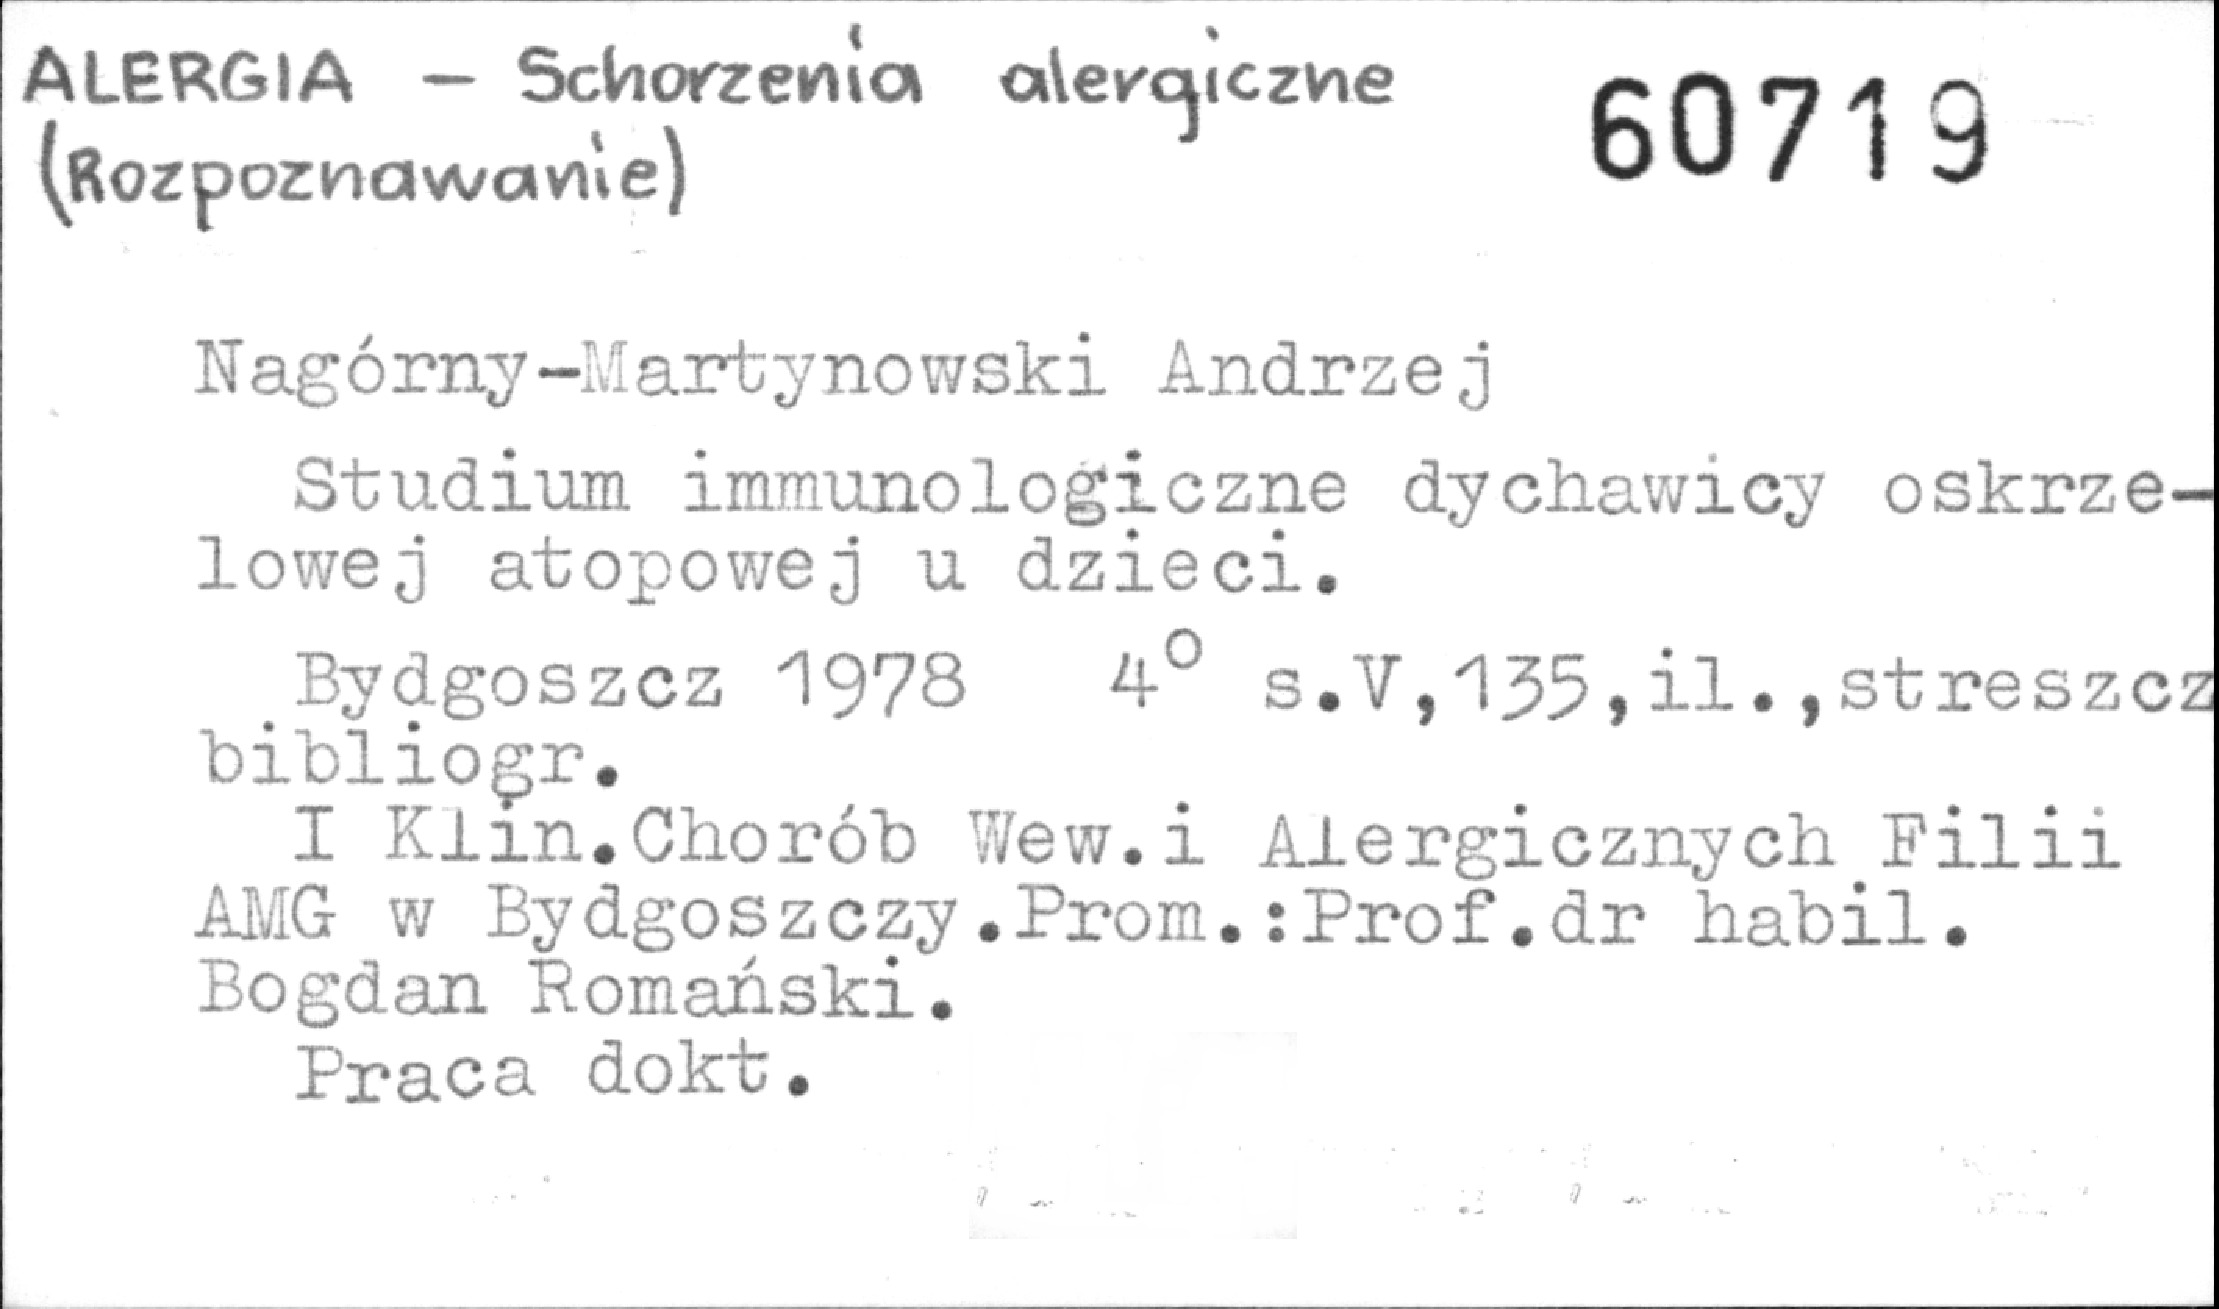 ALERGIA – Schorzenia alergiczne 60719
(Rozpoznawanie)
Nagórny-Martynowski Andrzej
Studium immunologiczne dychawicy oskrze-
lowej atopowej u dzieci.
Bydgoszcz 1978 4° s.V,135,il.,streszcz
bibliogr.
I Klin.Chorób Wew.i Alergicznych Filii
AMG w Bydgoszczy.Prom.:Prof.dr habil.
Bogdan Romański.
Praca dokt.